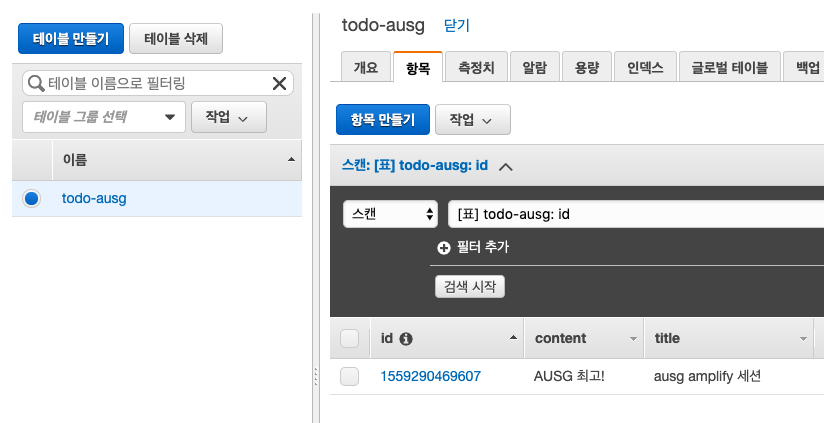 테이블 만들기 테이블 삭제
테이블 이름으로 필터링
테이블 그룹 선택 작업
이름
todo-ausg
todo-ausg 닫기
개요 항목 측정치 알람 용량 인덱스 글로벌 테이블 백업
항목 만들기 작업
스캔: [표] todo-ausg: id
스캔 [표] todo-ausg: id
필터 추가
검색 시작
id content title
1559290469607 AUSG 최고! ausg amplify 세션